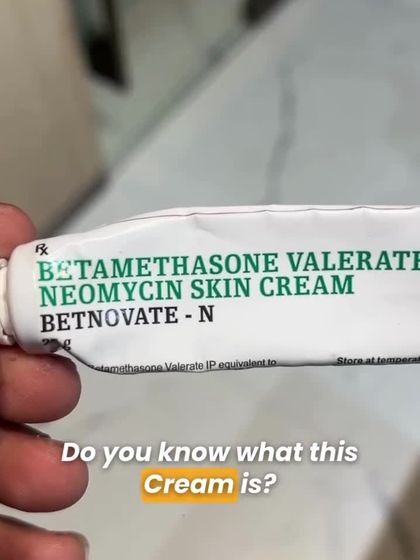 Rx
BETAMETHASONE VALERATE
NEOMYCIN SKIN CREAM
BETNOVATE - N
g
etamethasone Valerate IP equivalent to
Store at temperat
Do you know what this
Cream is?